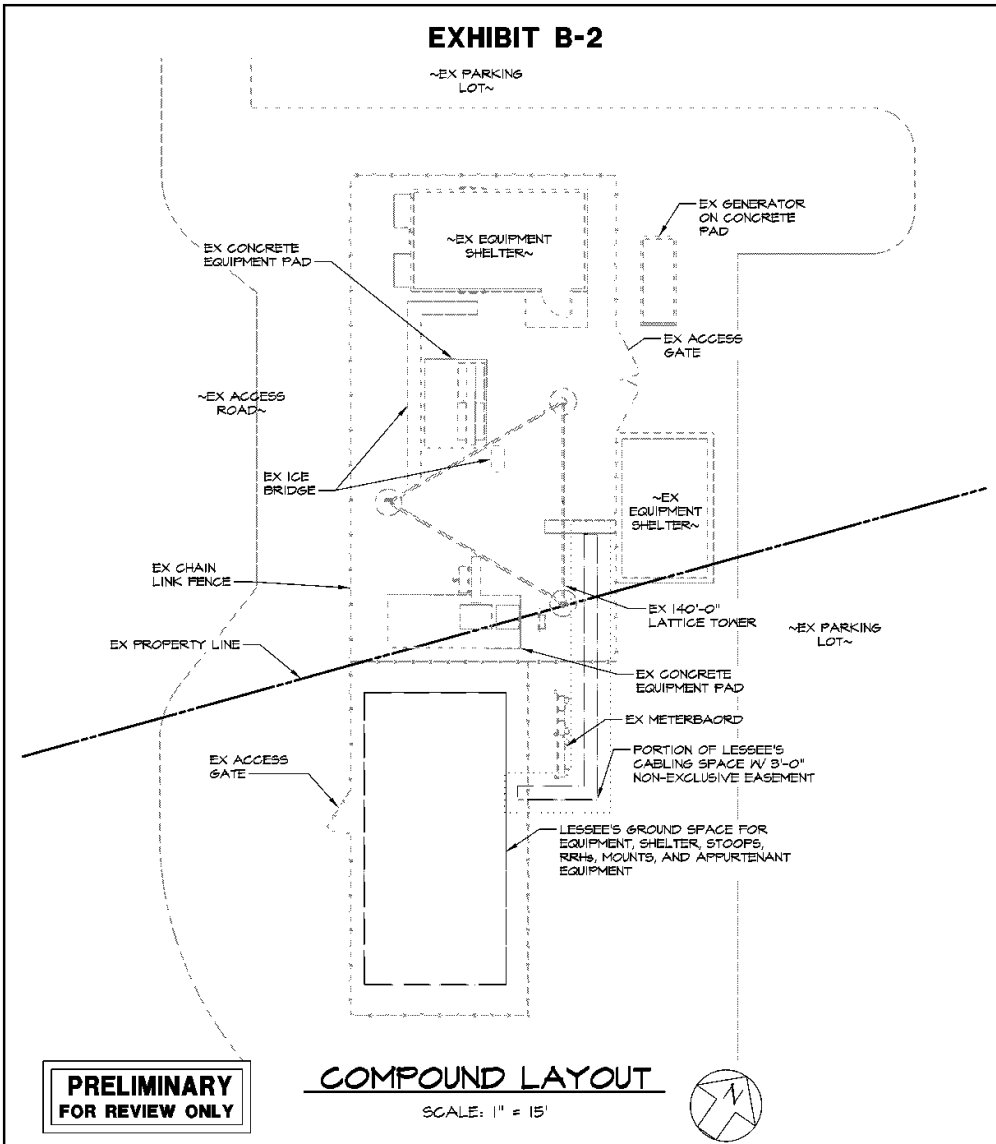 EXHIBIT B-2
~EX PARKING
LOT~
EX GENERATOR
ON CONCRETE
PAD
~EX EQUIPMENT
SHELTER~
EX CONCRETE
EQUIPMENT PAD
EX ACCESS
GATE
~EX ACCESS
ROAD~
EX ICE
BRIDGE
~EX
EQUIPMENT
SHELTER~
EX CHAIN
LINK FENCE
EX 140'-0"
LATTICE TOWER
~EX PARKING
LOT~
EX PROPERTY LINE
EX CONCRETE
EQUIPMENT PAD
EX METERBAORD
EX ACCESS
GATE
PORTION OF LESSEE'S
CABLING SPACE W/ 3'-0"
NON-EXCLUSIVE EASEMENT
LESSEE'S GROUND SPACE FOR
EQUIPMENT, SHELTER, STOOPS,
RRHs, MOUNTS, AND APPURTENANT
EQUIPMENT
PRELIMINARY
FOR REVIEW ONLY
COMPOUND LAYOUT
SCALE: 1" = 15'
N